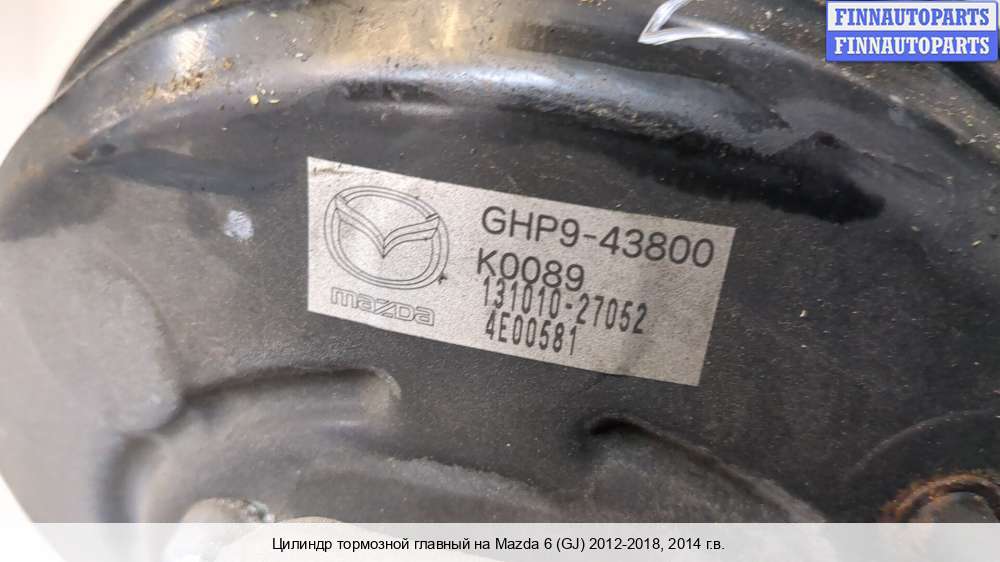 FINNAUTOPARTS
FINNAUTOPARTS
GHP9-43800
K0089
131010-27052
4E00581
mazda
Цилиндр тормозной главный на Mazda 6 (GJ) 2012-2018, 2014 г.в.